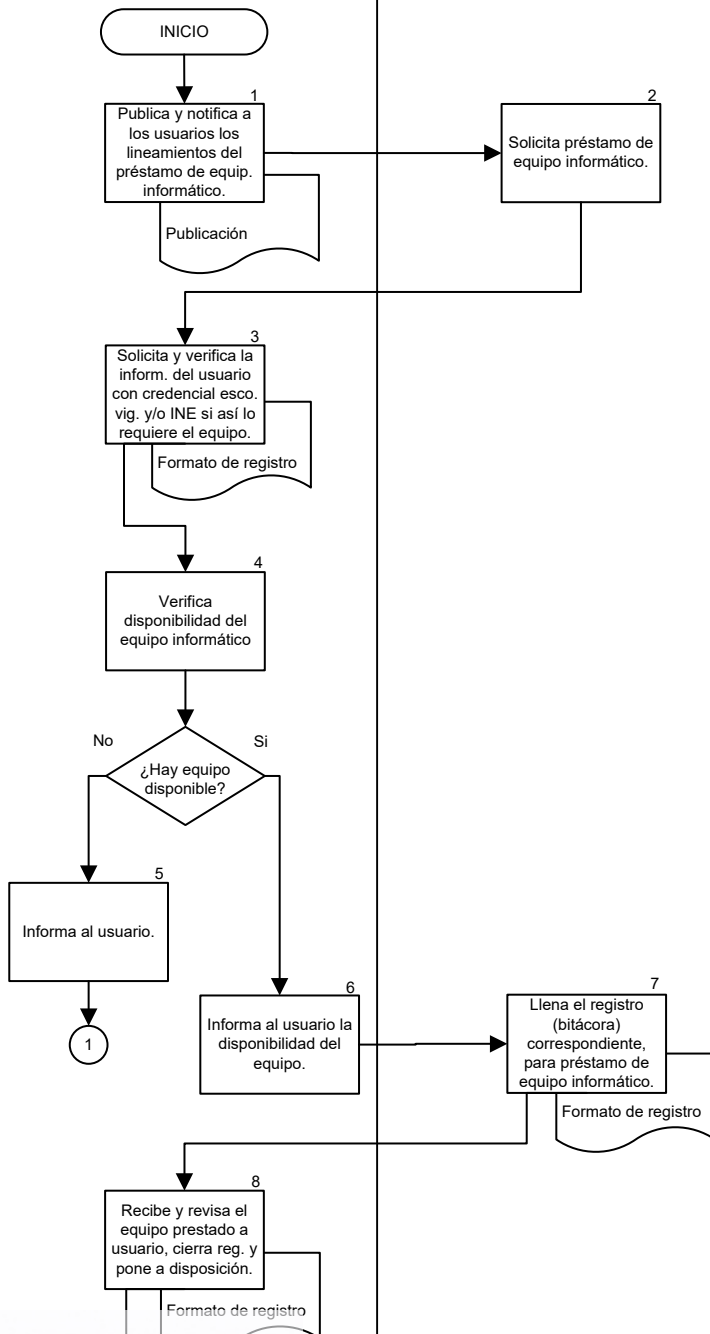 INICIO
1
Publica y notifica a
los usuarios los
lineamientos del
préstamo de equip.
informático.
Publicación
2
Solicita préstamo de
equipo informático.
3
Solicita y verifica la
inform. del usuario
con credencial esco.
vig. y/o INE si así lo
requiere el equipo.
Formato de registro
4
Verifica
disponibilidad del
equipo informático
No
Si
¿Hay equipo
disponible?
5
Informa al usuario.
1
6
Informa al usuario la
disponibilidad del
equipo.
7
Llena el registro
(bitácora)
correspondiente,
para préstamo de
equipo informático.
Formato de registro
8
Recibe y revisa el
equipo prestado a
usuario, cierra reg. y
pone a disposición.
Formato de registro